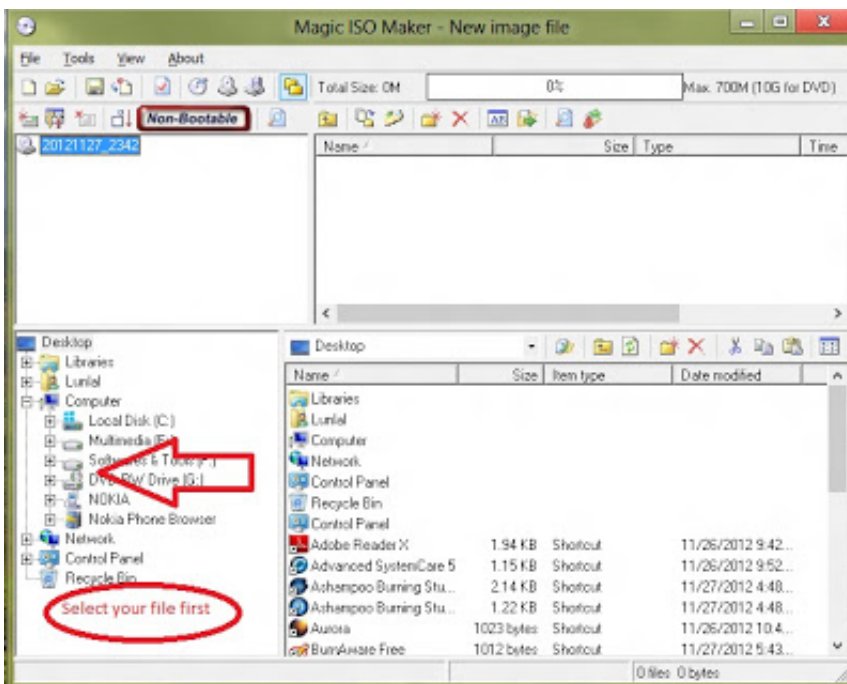 Magic ISO Maker - New image file
File Tools View About
Total Size: 0M 0% Max. 700M (10G for DVD)
Non-Bootable
20121127_2342
Name Size Type Time
Desktop
Libraries
Lunlal
Computer
Local Disk (C:)
Multimedia
Softwares & Tools (F:)
DVD RW Drive (G:)
NOKIA
Nokia Phone Browser
Network
Control Panel
Recycle Bin
Select your file first
Desktop
Name Size Item type Date modified
Libraries
Lunlal
Computer
Network
Control Panel
Recycle Bin
Control Panel
Adobe Reader X 1.94 KB Shortcut 11/26/2012 9:42...
Advanced SystemCare 5 1.15 KB Shortcut 11/26/2012 9:52...
Ashampoo Burning Stu... 2.14 KB Shortcut 11/27/2012 4:48...
Ashampoo Burning Stu... 1.22 KB Shortcut 11/27/2012 4:48...
Aurora 1023 bytes Shortcut 11/26/2012 10:4...
BurnAware Free 1012 bytes Shortcut 11/27/2012 5:43...
0 files 0 bytes